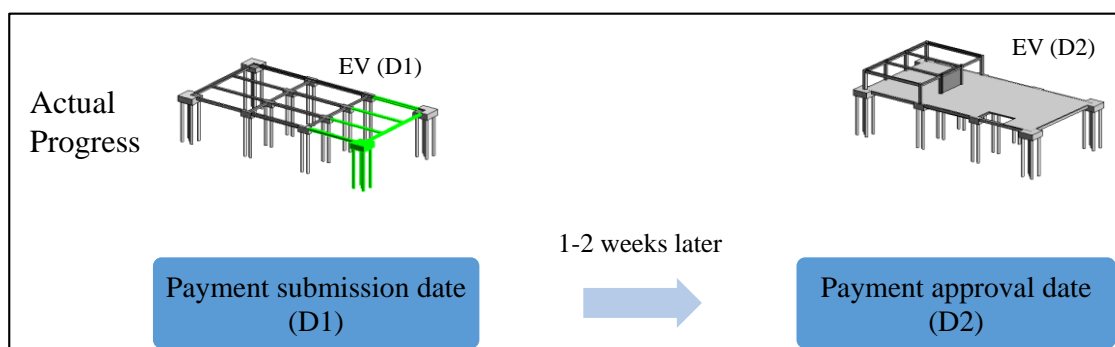 EV (D1)
EV (D2)
Actual
Progress
1-2 weeks later
Payment submission date
(D1)
Payment approval date
(D2)